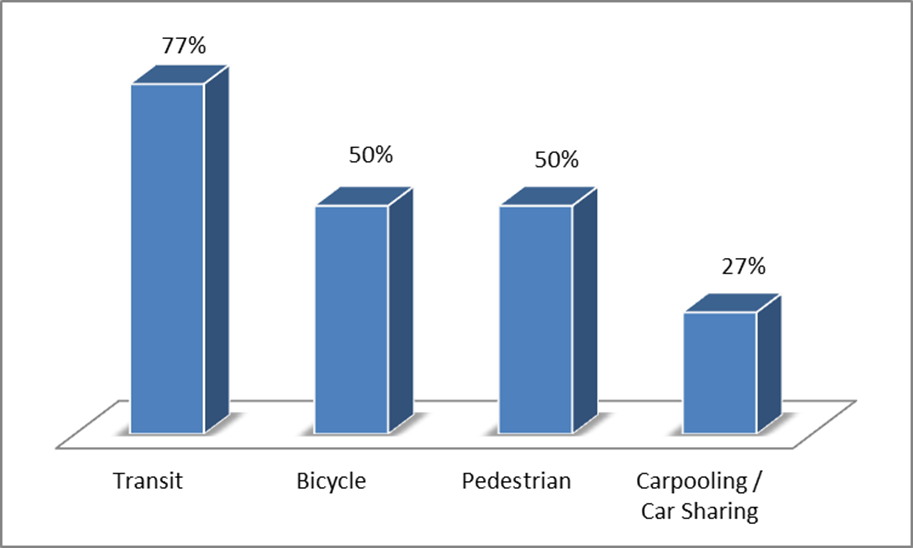 77%
50%
50%
27%
Transit
Bicycle
Pedestrian
Carpooling /
Car Sharing